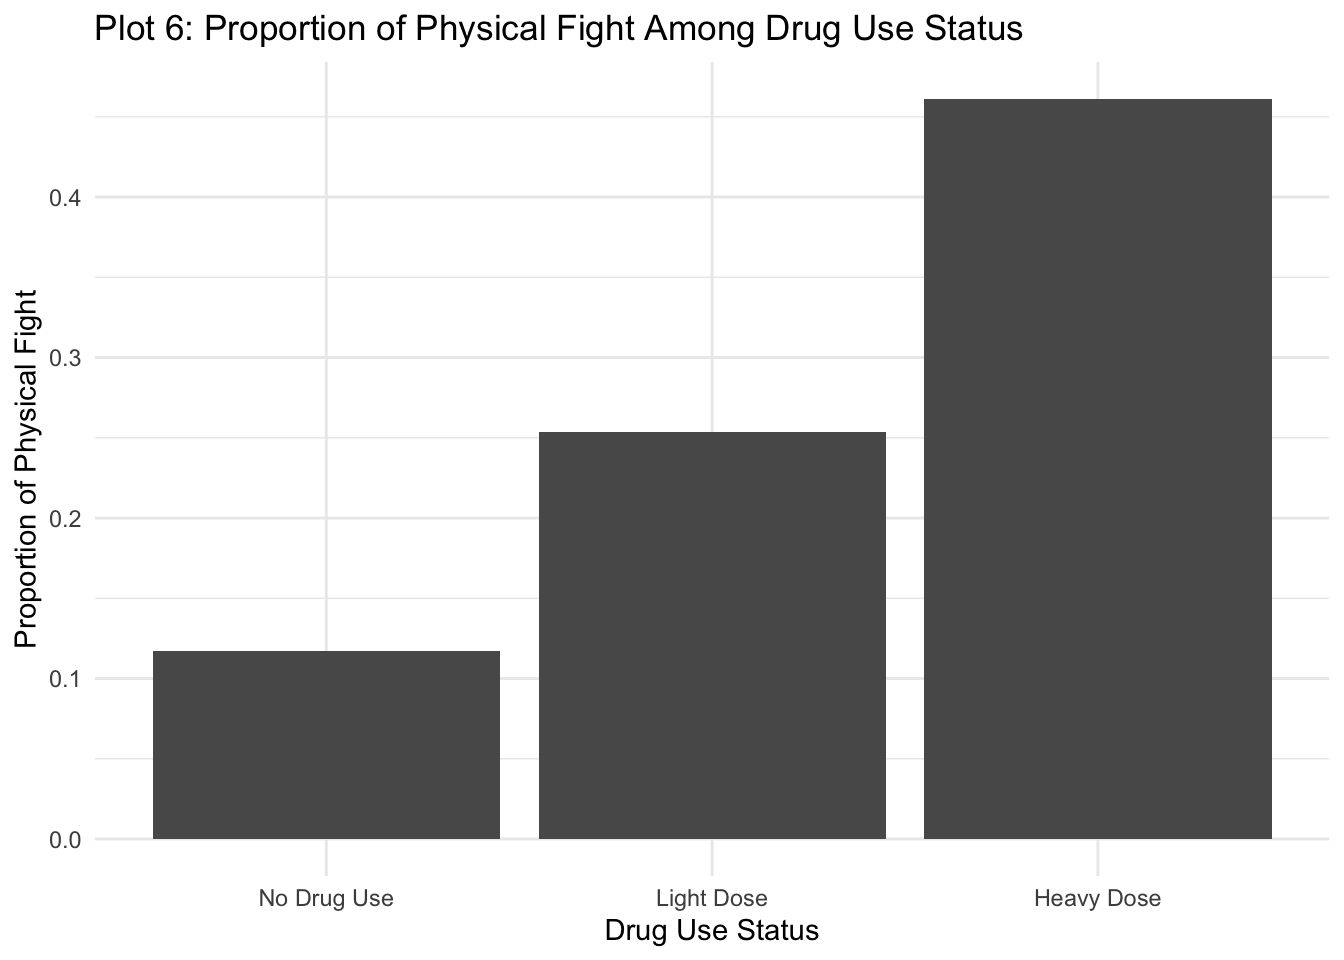 Plot 6: Proportion of Physical Fight Among Drug Use Status
Proportion of Physical Fight
0.4
0.3
0.2
0.1
0.0
No Drug Use
Light Dose
Heavy Dose
Drug Use Status